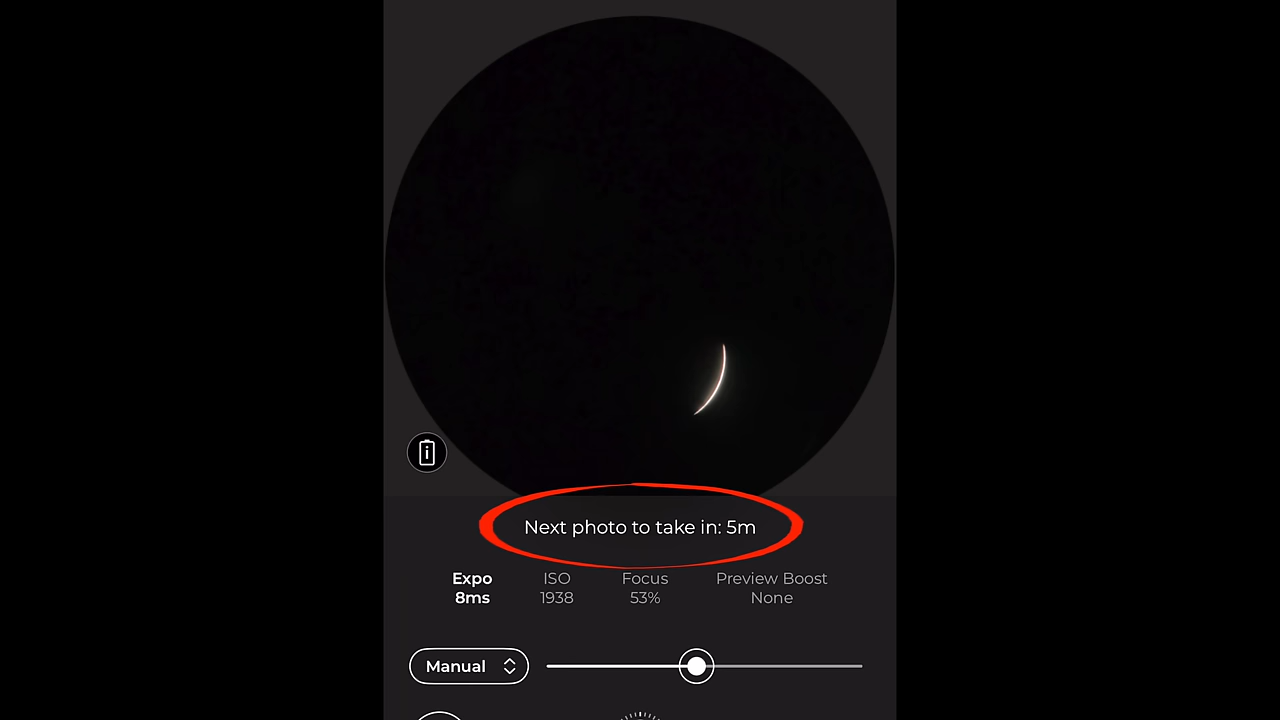 Next photo to take in: 5m
Expo ISO Focus Preview Boost
8ms 1938 53% None
Manual